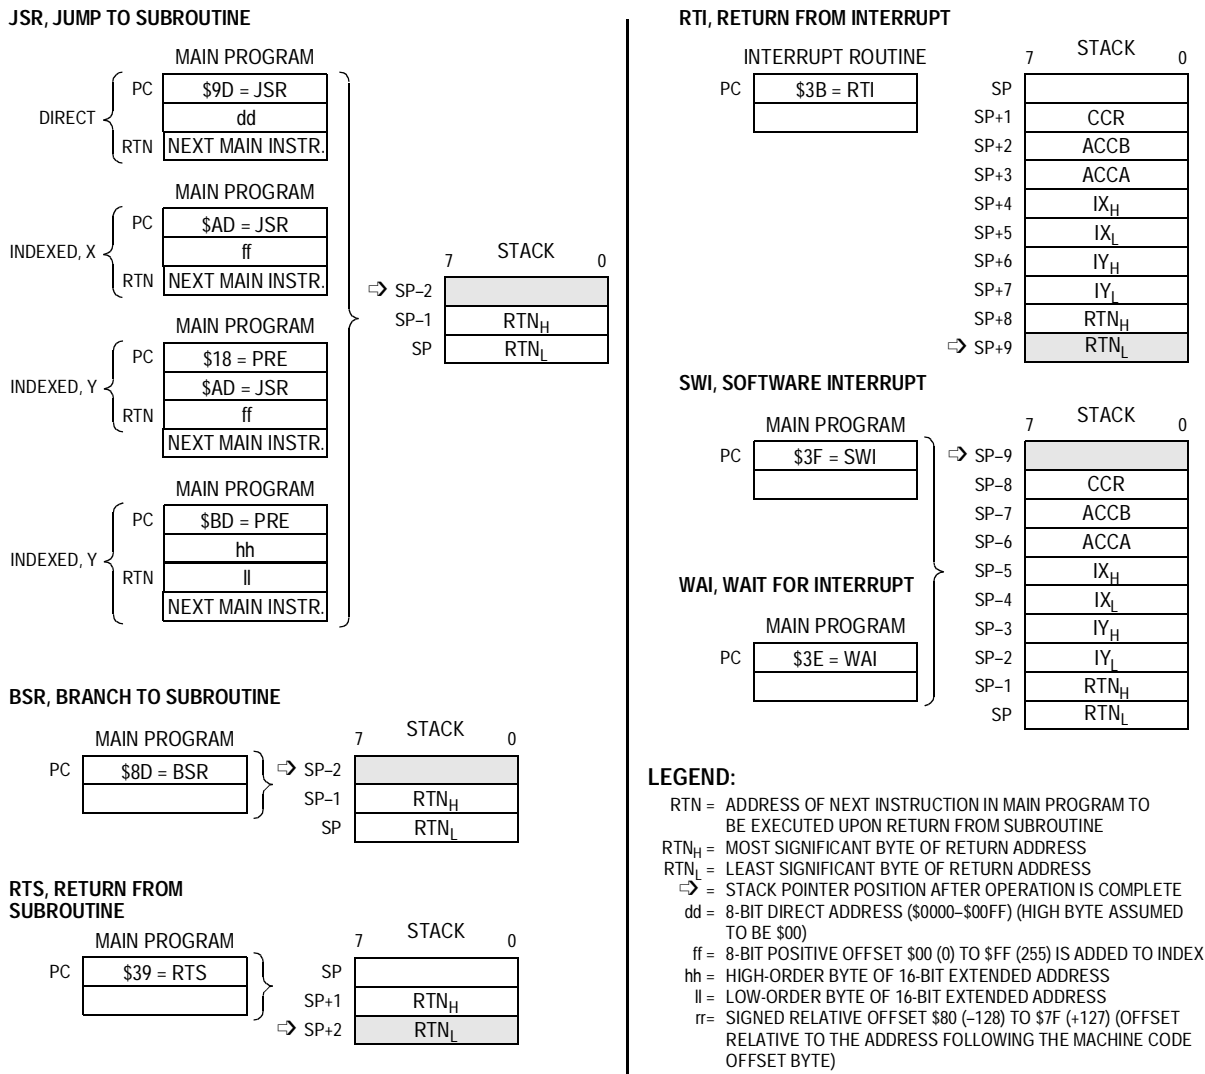 JSR, JUMP TO SUBROUTINE
MAIN PROGRAM
PC $9D = JSR
DIRECT dd
RTN NEXT MAIN INSTR.
MAIN PROGRAM
PC $AD = JSR
INDEXED, X ff
RTN NEXT MAIN INSTR.
MAIN PROGRAM
PC $18 = PRE
INDEXED, Y $AD = JSR
RTN ff
NEXT MAIN INSTR.
MAIN PROGRAM
PC $BD = PRE
INDEXED, Y hh
RTN ll
NEXT MAIN INSTR.
7 STACK 0
⇨ SP–2
SP–1 RTNH
SP RTNL
BSR, BRANCH TO SUBROUTINE
MAIN PROGRAM
PC $8D = BSR
7 STACK 0
⇨ SP–2
SP–1 RTNH
SP RTNL
RTS, RETURN FROM
SUBROUTINE
MAIN PROGRAM
PC $39 = RTS
7 STACK 0
SP
SP+1 RTNH
⇨ SP+2 RTNL
RTI, RETURN FROM INTERRUPT
INTERRUPT ROUTINE
PC $3B = RTI
7 STACK 0
SP
SP+1 CCR
SP+2 ACCB
SP+3 ACCA
SP+4 IXH
SP+5 IXL
SP+6 IYH
SP+7 IYL
SP+8 RTNH
⇨ SP+9 RTNL
SWI, SOFTWARE INTERRUPT
MAIN PROGRAM
PC $3F = SWI
WAI, WAIT FOR INTERRUPT
MAIN PROGRAM
PC $3E = WAI
7 STACK 0
⇨ SP–9
SP–8 CCR
SP–7 ACCB
SP–6 ACCA
SP–5 IXH
SP–4 IXL
SP–3 IYH
SP–2 IYL
SP–1 RTNH
SP RTNL
LEGEND:
RTN = ADDRESS OF NEXT INSTRUCTION IN MAIN PROGRAM TO
BE EXECUTED UPON RETURN FROM SUBROUTINE
RTNH = MOST SIGNIFICANT BYTE OF RETURN ADDRESS
RTNL = LEAST SIGNIFICANT BYTE OF RETURN ADDRESS
⇨ = STACK POINTER POSITION AFTER OPERATION IS COMPLETE
dd = 8-BIT DIRECT ADDRESS ($0000–$00FF) (HIGH BYTE ASSUMED
TO BE $00)
ff = 8-BIT POSITIVE OFFSET $00 (0) TO $FF (255) IS ADDED TO INDEX
hh = HIGH-ORDER BYTE OF 16-BIT EXTENDED ADDRESS
ll = LOW-ORDER BYTE OF 16-BIT EXTENDED ADDRESS
rr= SIGNED RELATIVE OFFSET $80 (–128) TO $7F (+127) (OFFSET
RELATIVE TO THE ADDRESS FOLLOWING THE MACHINE CODE
OFFSET BYTE)